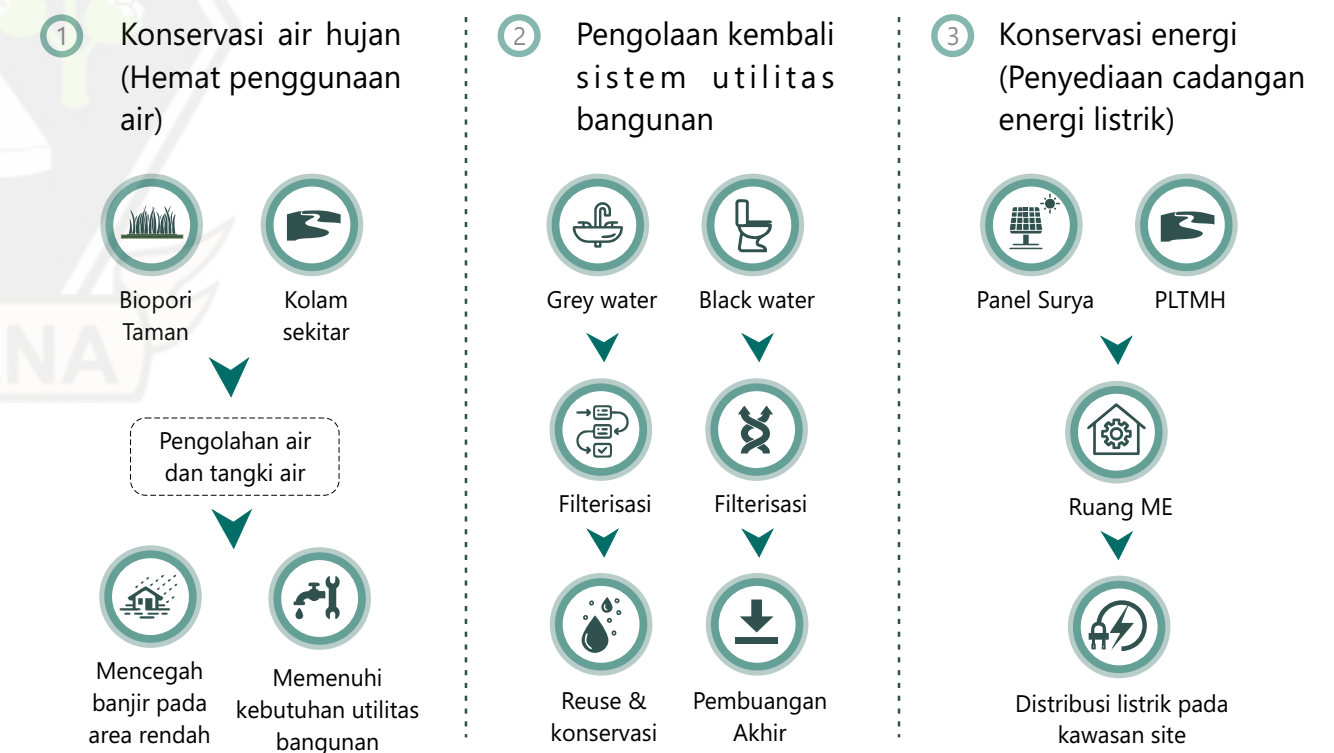 1
Konservasi air hujan
(Hemat penggunaan
air)
Biopori
Taman
Kolam
sekitar
Pengolahan air
dan tangki air
Mencegah
banjir pada
area rendah
Memenuhi
kebutuhan utilitas
bangunan
2
Pengolaan kembali
sistem utilitas
bangunan
Grey water
Black water
Filterisasi
Filterisasi
Reuse &
konservasi
Pembuangan
Akhir
3
Konservasi energi
(Penyediaan cadangan
energi listrik)
Panel Surya
PLTMH
Ruang ME
Distribusi listrik pada
kawasan site